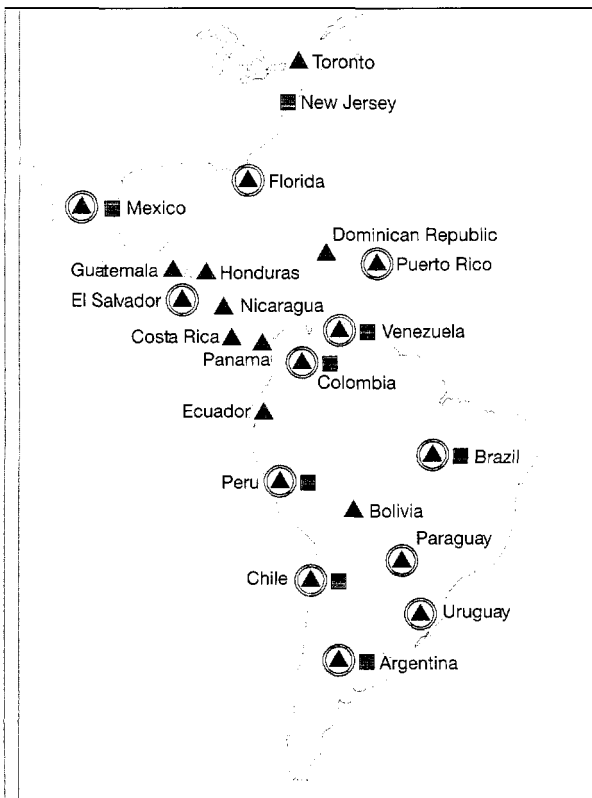 Toronto
New Jersey
Florida
Mexico
Dominican Republic
Puerto Rico
Guatemala
Honduras
El Salvador
Nicaragua
Venezuela
Costa Rica
Panama
Colombia
Ecuador
Brazil
Peru
Bolivia
Paraguay
Chile
Uruguay
Argentina